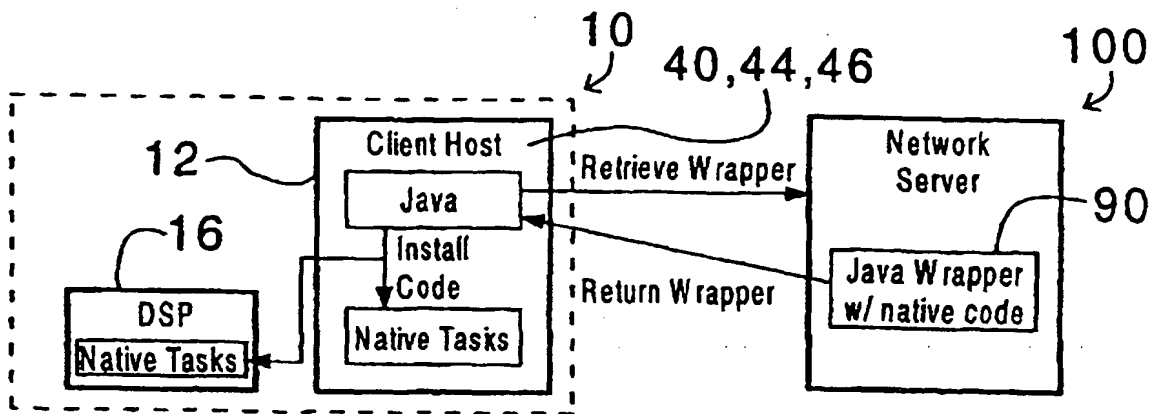 10
40,44,46
100
12
Client Host
Network
Server
Retrieve Wrapper
90
Java
16
Install
Code
Java Wrapper
w/ native code
Return Wrapper
DSP
Native Tasks
Native Tasks